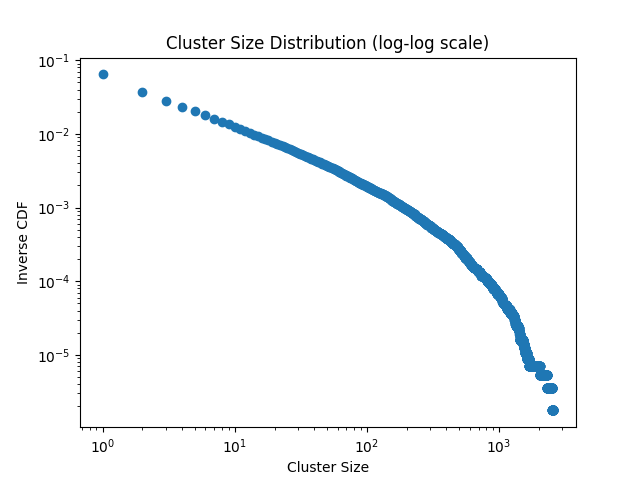 Cluster Size Distribution (log-log scale)
Inverse CDF
10⁻¹
10⁻²
10⁻³
10⁻⁴
10⁻⁵
10⁰ 10¹ 10² 10³
Cluster Size